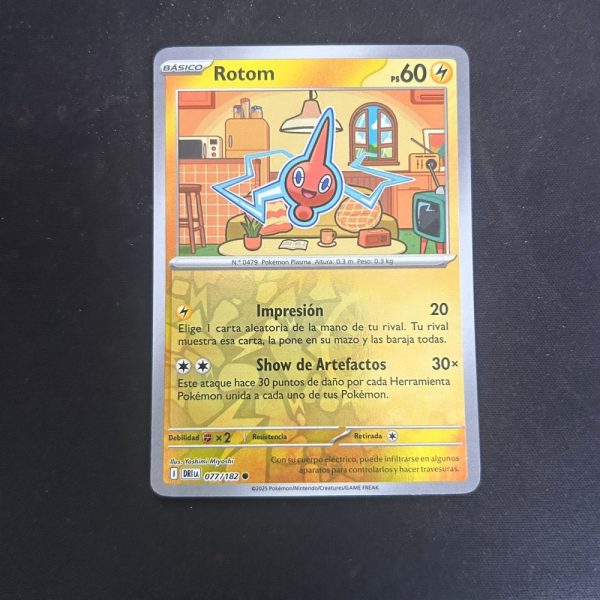 BÁSICO
Rotom
PS 60
N.º 0479 Pokémon Plasma Altura: 0.3 m Peso: 0.3 kg
Impresión 20
Elige 1 carta aleatoria de la mano de tu rival. Tu rival
muestra esa carta, la pone en su mazo y las baraja todas.
Show de Artefactos 30×
Este ataque hace 30 puntos de daño por cada Herramienta
Pokémon unida a cada uno de tus Pokémon.
Debilidad ×2 Resistencia Retirada
Ilus. Yoshimi Miyoshi
Con su cuerpo eléctrico, puede infiltrarse en algunos
aparatos para controlarlos y hacer travesuras.
I DRI LA 077/182
©2025 Pokémon/Nintendo/Creatures/GAME FREAK